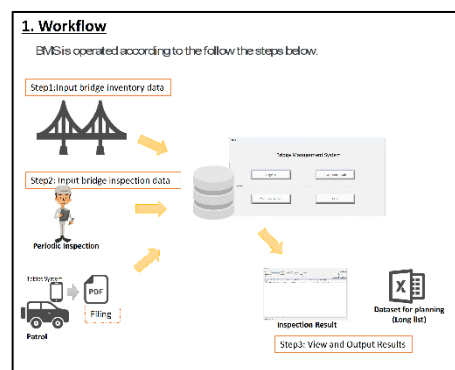 1. Workflow
BMS is operated according to the follow the steps below.
Step1:Input bridge inventory data
Bridge Management System
Step2: Input bridge inspection data
Periodic Inspection
Tablet System
PDF
Filing
Patrol
Inspection Result
Dataset for planning
(Long list)
Step3: View and Output Results